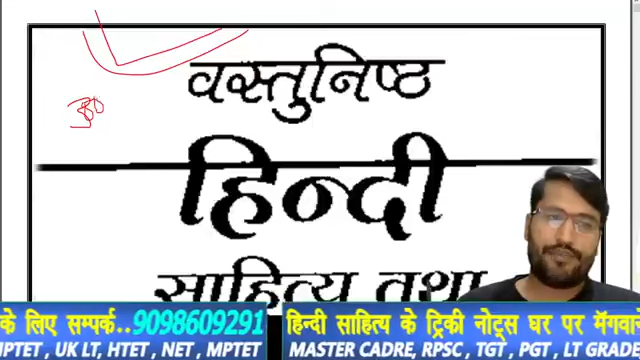 वस्तुनिष्ठ
हिन्दी
साहित्य तथा
के लिए सम्पर्क..9098609291 हिन्दी साहित्य के ट्रिकी नोट्स घर पर मँगवाने
MPTET , UK LT, HTET , NET , MPTET MASTER CADRE, RPSC , TGT , PGT , LT GRADE